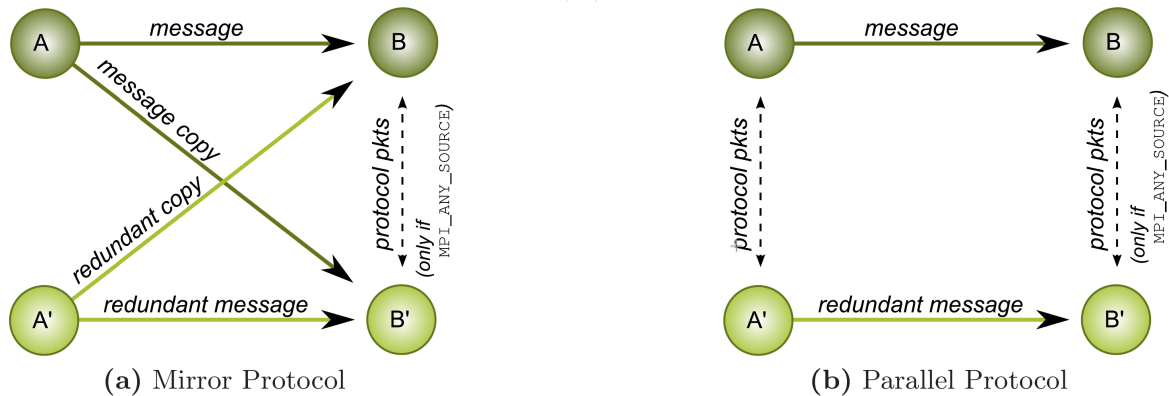 A
message
B
message copy
redundant copy
protocol pkts
(only if
MPI_ANY_SOURCE)
A'
redundant message
B'
(a) Mirror Protocol
A
message
B
protocol pkts
protocol pkts
(only if
MPI_ANY_SOURCE)
A'
redundant message
B'
(b) Parallel Protocol